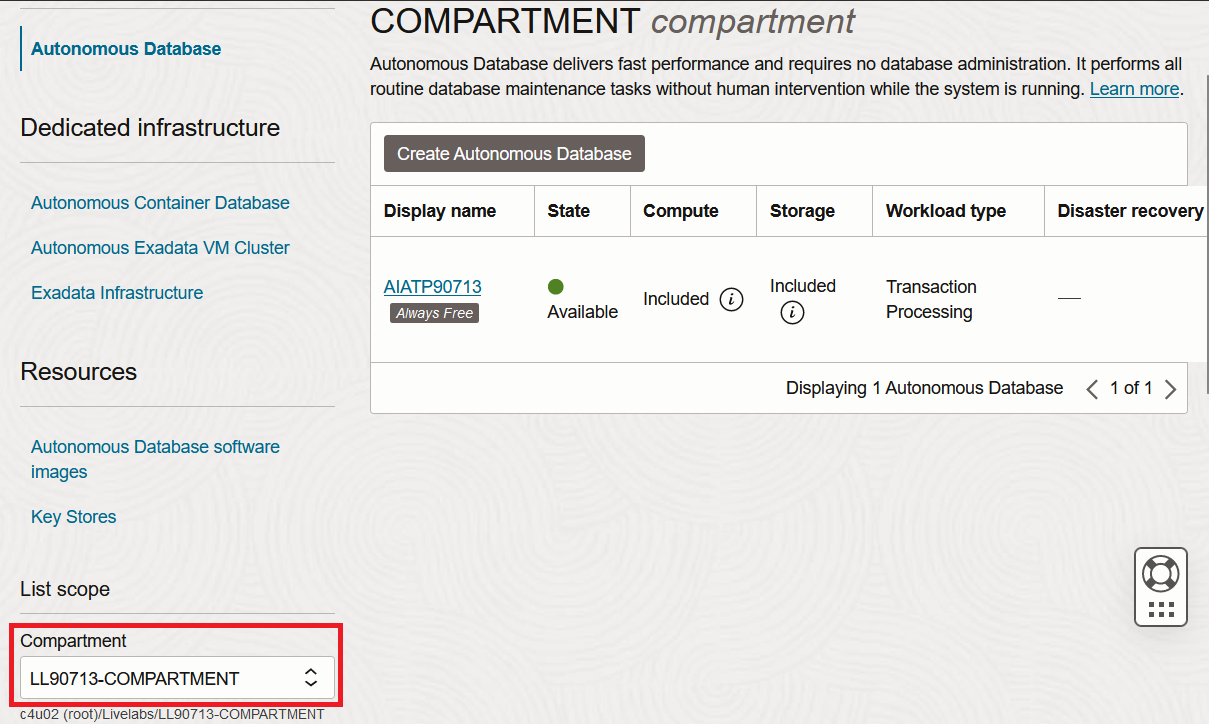 Autonomous Database
Dedicated infrastructure
Autonomous Container Database
Autonomous Exadata VM Cluster
Exadata Infrastructure
Resources
Autonomous Database software
images
Key Stores
List scope
Compartment
LL90713-COMPARTMENT
c4u02 (root)/Livelabs/LL90713-COMPARTMENT
COMPARTMENT compartment
Autonomous Database delivers fast performance and requires no database administration. It performs all
routine database maintenance tasks without human intervention while the system is running. Learn more.
Create Autonomous Database
Display name State Compute Storage Workload type Disaster recovery
AIATP90713
Always Free
Available
Included
Included
Transaction
Processing
—
Displaying 1 Autonomous Database < 1 of 1 >